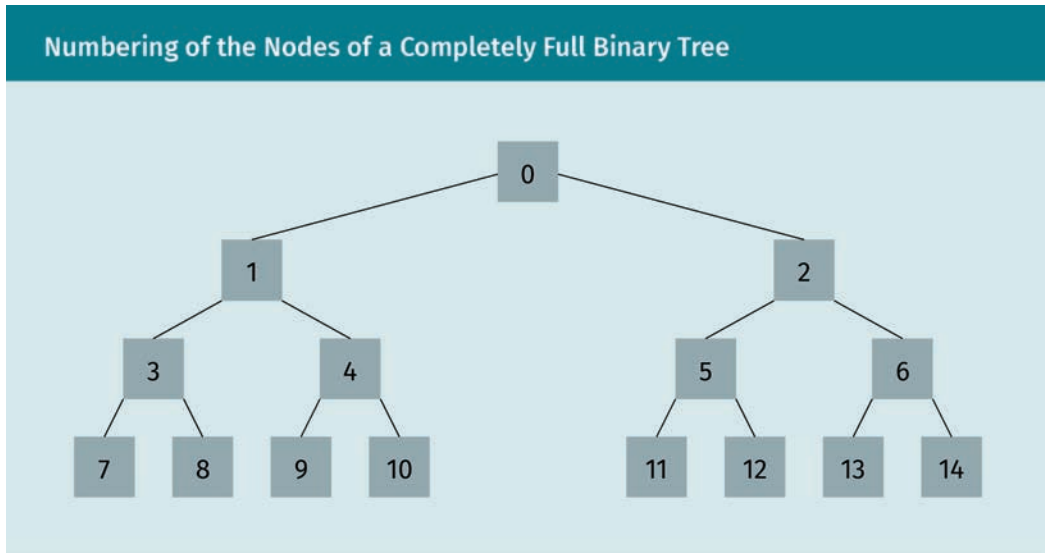 Numbering of the Nodes of a Completely Full Binary Tree
0
1 2
3 4 5 6
7 8 9 10 11 12 13 14